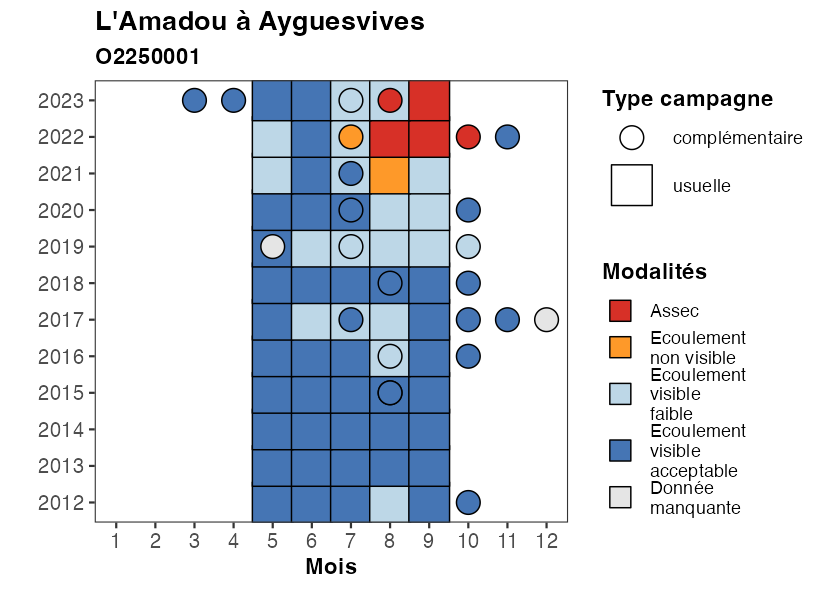 L'Amadou à Ayguesvives
O2250001
2023
2022
2021
2020
2019
2018
2017
2016
2015
2014
2013
2012
1 2 3 4 5 6 7 8 9 10 11 12
Mois
Type campagne
complémentaire
usuelle
Modalités
Assec
Ecoulement
non visible
Ecoulement
visible
faible
Ecoulement
visible
acceptable
Donnée
manquante